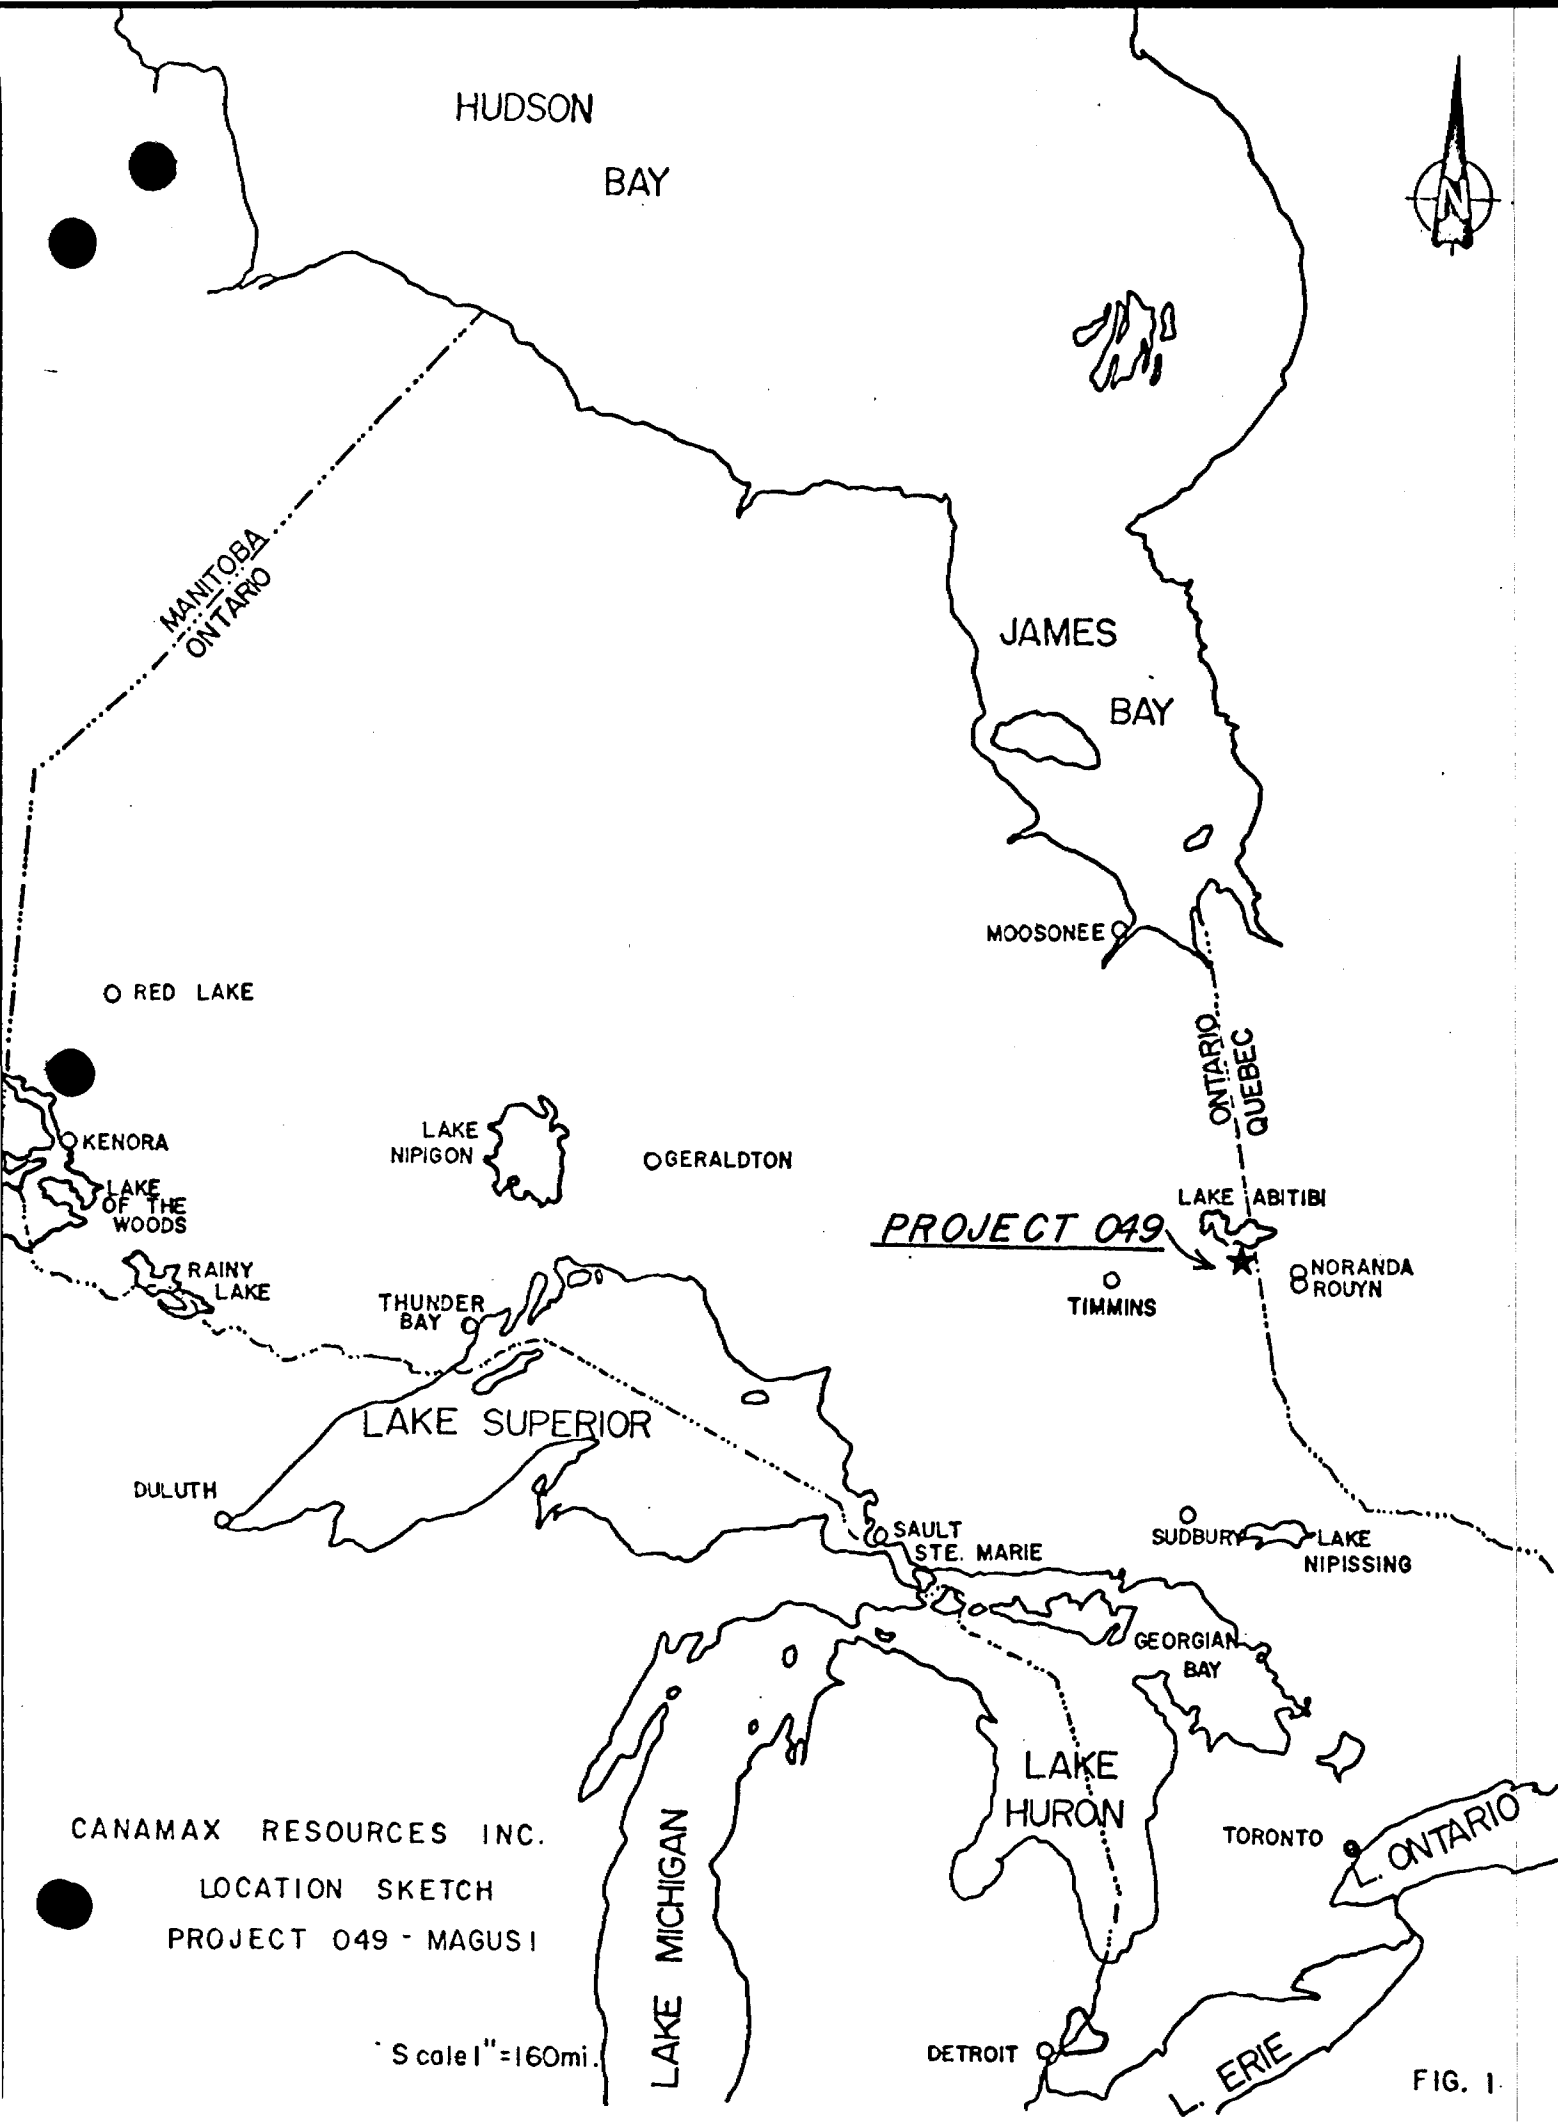 HUDSON
BAY
N
MANITOBA
ONTARIO
JAMES
BAY
MOOSONEE
RED LAKE
ONTARIO
QUEBEC
KENORA
LAKE
NIPIGON
GERALDTON
LAKE
OF THE
WOODS
LAKE ABITIBI
PROJECT 049
RAINY
LAKE
NORANDA
ROUYN
TIMMINS
THUNDER
BAY
LAKE SUPERIOR
DULUTH
SAULT
STE. MARIE
SUDBURY
LAKE
NIPISSING
GEORGIAN
BAY
LAKE
HURON
LAKE MICHIGAN
TORONTO
L. ONTARIO
CANAMAX RESOURCES INC.
LOCATION SKETCH
PROJECT 049 - MAGUSI
Scale 1"=160mi.
DETROIT
L. ERIE
FIG. 1